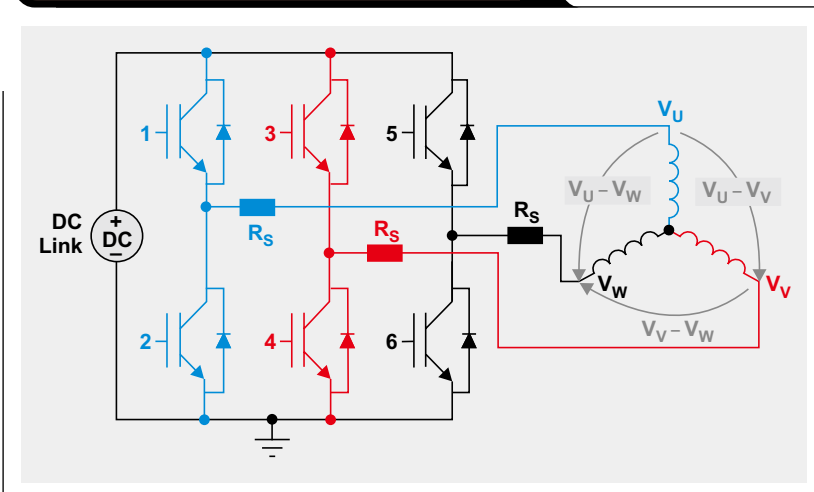 V_U
1
3
5
V_U – V_W
V_U – V_V
DC
Link
+
DC
–
R_S
R_S
R_S
V_W
V_V
V_V – V_W
2
4
6